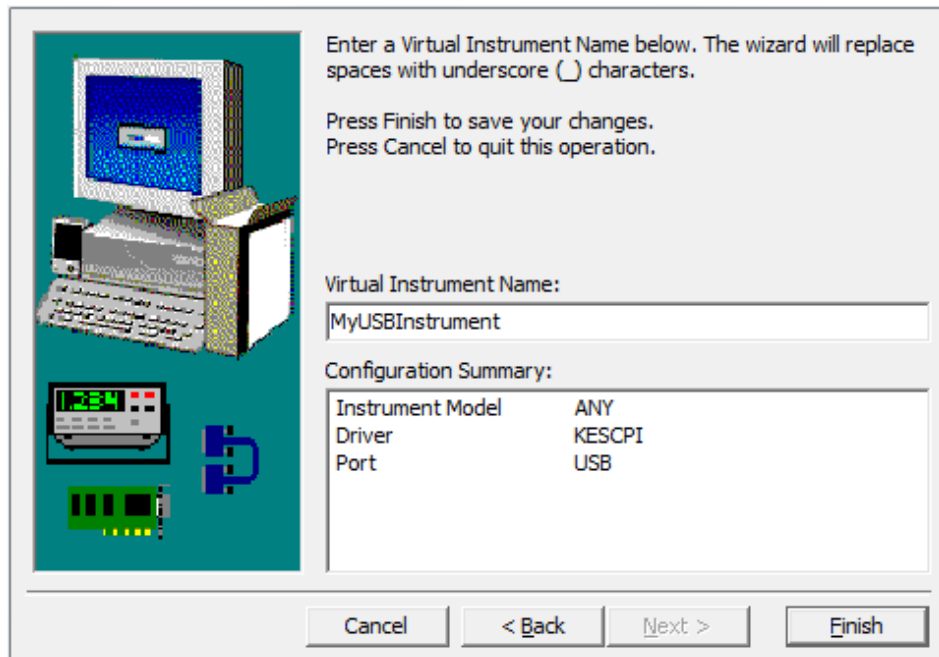 Enter a Virtual Instrument Name below. The wizard will replace
spaces with underscore (_) characters.
Press Finish to save your changes.
Press Cancel to quit this operation.
Virtual Instrument Name:
MyUSBInstrument
Configuration Summary:
Instrument Model ANY
Driver KESCPI
Port USB
1.234
Cancel < Back Next > Finish